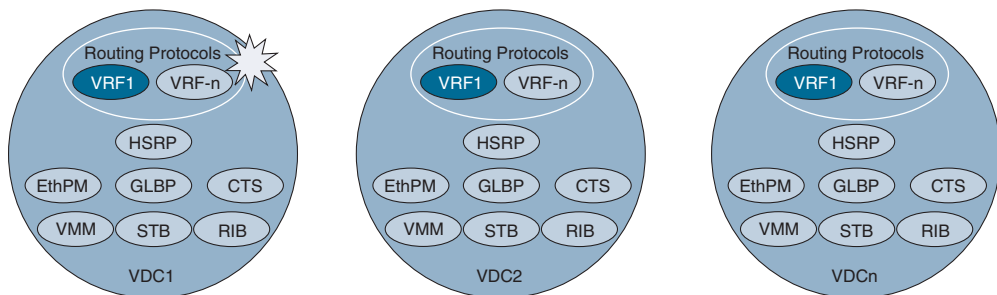 Routing Protocols
VRF1 VRF-n
HSRP
EthPM GLBP CTS
VMM STB RIB
VDC1
Routing Protocols
VRF1 VRF-n
HSRP
EthPM GLBP CTS
VMM STB RIB
VDC2
Routing Protocols
VRF1 VRF-n
HSRP
EthPM GLBP CTS
VMM STB RIB
VDCn